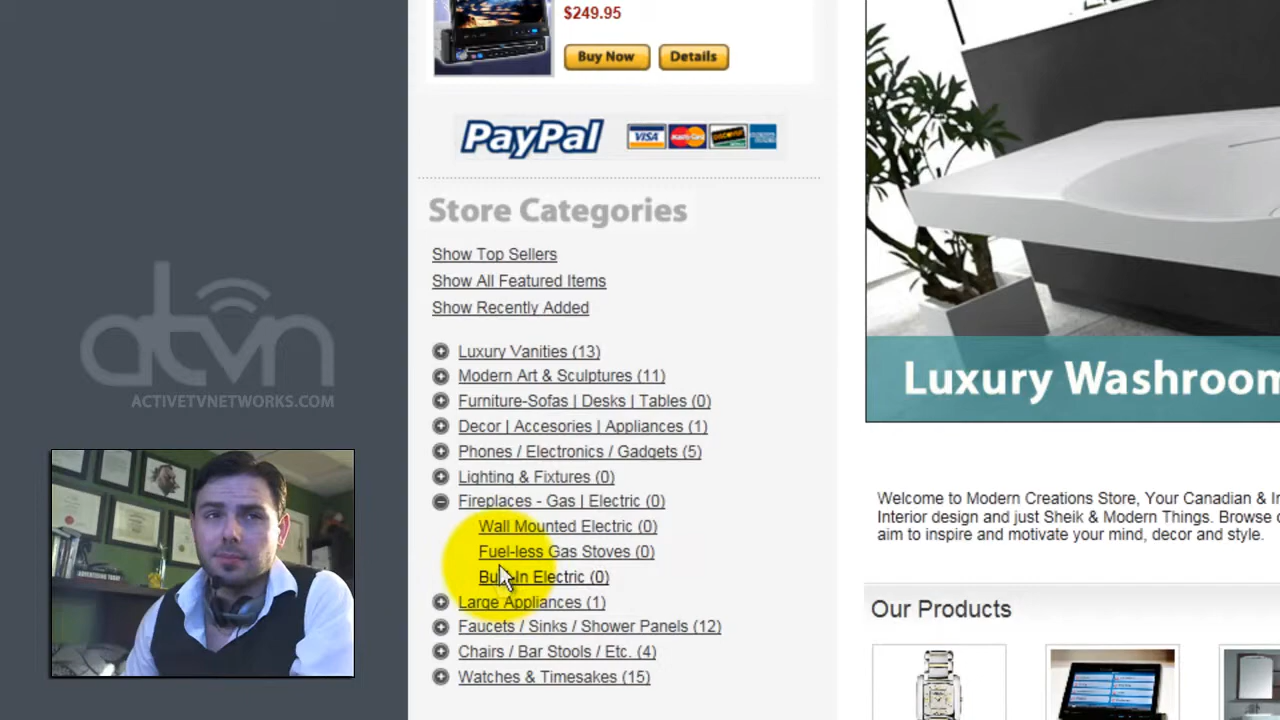 $249.95
Buy Now Details
PayPal VISA MasterCard DISCOVER
Store Categories
Show Top Sellers
Show All Featured Items
Show Recently Added
Luxury Vanities (13)
Modern Art & Sculptures (11)
Furniture-Sofas | Desks | Tables (0)
Decor | Accesories | Appliances (1)
Phones / Electronics / Gadgets (5)
Lighting & Fixtures (0)
Fireplaces - Gas | Electric (0)
Wall Mounted Electric (0)
Fuel-less Gas Stoves (0)
In Electric (0)
Large Appliances (1)
Faucets / Sinks / Shower Panels (12)
Chairs / Bar Stools / Etc. (4)
Watches & Timesakes (15)
atvn
ACTIVETVNETWORKS.COM
Luxury Washroom
Welcome to Modern Creations Store, Your Canadian & In
Interior design and just Sheik & Modern Things. Browse o
aim to inspire and motivate your mind, decor and style.
Our Products